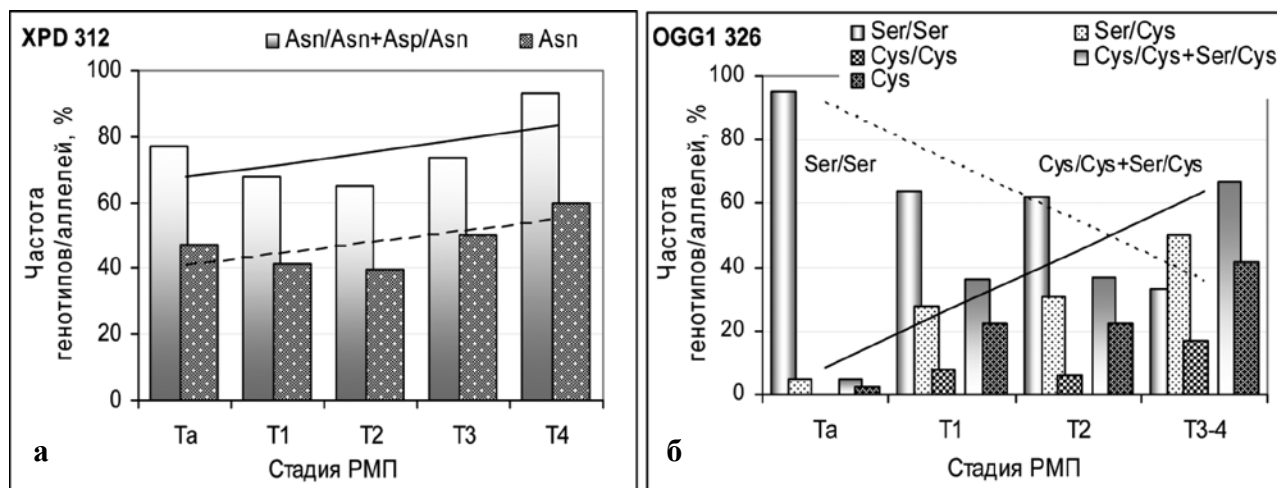 XPD 312
Asn/Asn+Asp/Asn
Asn
100
80
60
40
20
0
Частота
генотипов/аллелей, %
Ta
T1
T2
T3
T4
Стадия РМП
а
OGG1 326
Ser/Ser
Ser/Cys
Cys/Cys
Cys/Cys+Ser/Cys
Cys
100
80
60
40
20
0
Частота
генотипов/аллелей, %
Ser/Ser
Cys/Cys+Ser/Cys
Ta
T1
T2
T3-4
Стадия РМП
б